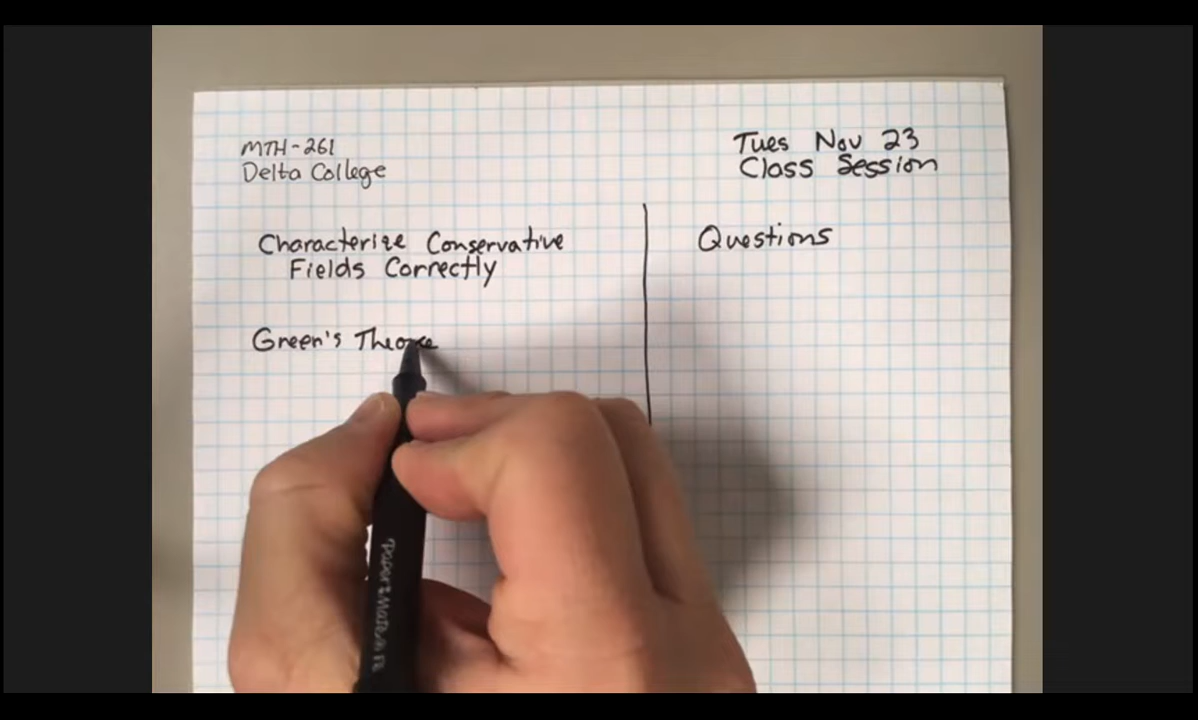 MTH-261
Delta College
Tues Nov 23
Class Session
Characterize Conservative
Fields Correctly
Questions
Green's